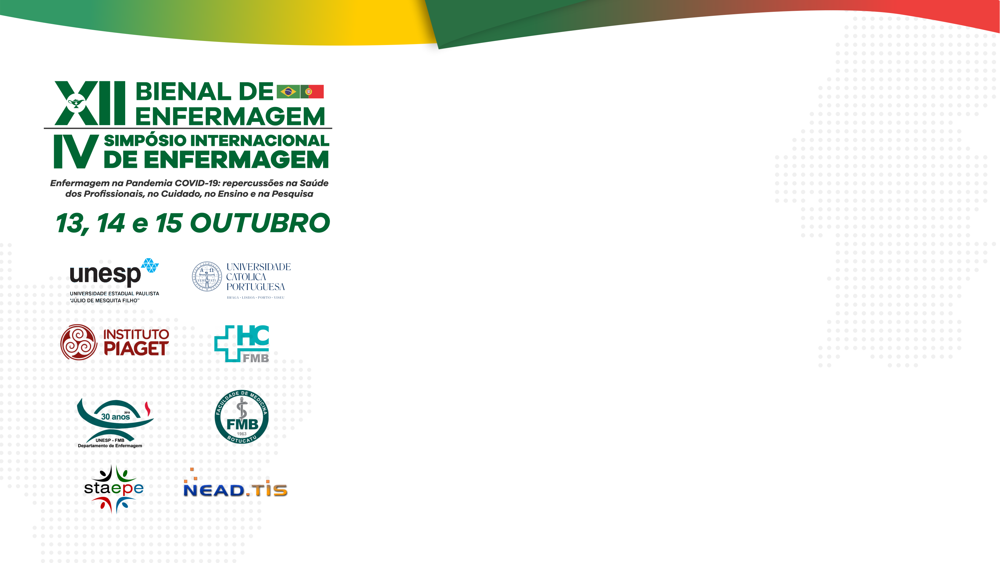 XII BIENAL DE
ENFERMAGEM
IV SIMPÓSIO INTERNACIONAL
DE ENFERMAGEM
Enfermagem na Pandemia COVID-19: repercussões na Saúde
dos Profissionais, no Cuidado, no Ensino e na Pesquisa
13, 14 e 15 OUTUBRO
unesp
UNIVERSIDADE ESTADUAL PAULISTA
"JÚLIO DE MESQUITA FILHO"
UNIVERSITAS CATHOLICA LUSITANA
Α Ω
VERITATI
UNIVERSIDADE
CATÓLICA
PORTUGUESA
BRAGA · LISBOA · PORTO · VISEU
INSTITUTO
PIAGET
HC
FMB
2019
30 anos
UNESP - FMB
Departamento de Enfermagem
FACULDADE DE MEDICINA
FMB
1963
BOTUCATU
staepe
NEAD.TIS